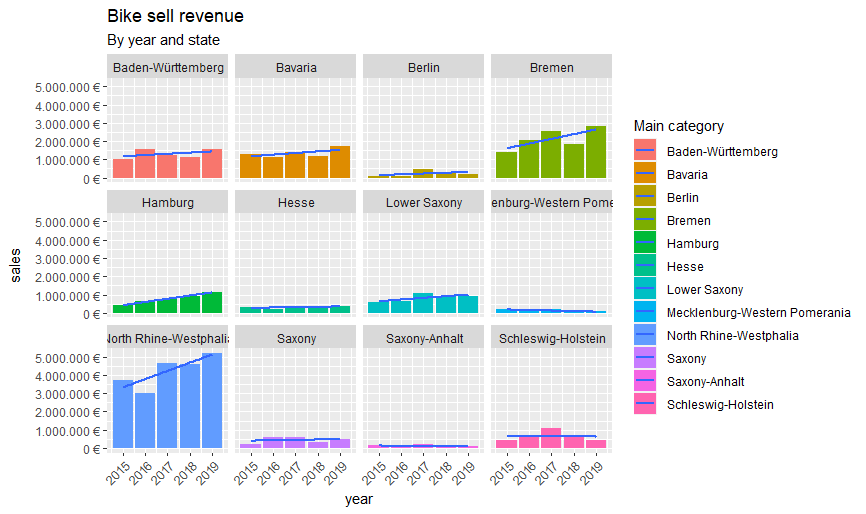 Bike sell revenue
By year and state
Baden-Württemberg Bavaria Berlin Bremen
5.000.000 €
4.000.000 €
3.000.000 €
2.000.000 €
1.000.000 €
0 €
Hamburg Hesse Lower Saxony enburg-Western Pome
5.000.000 €
4.000.000 €
3.000.000 €
2.000.000 €
1.000.000 €
0 €
North Rhine-Westphalia Saxony Saxony-Anhalt Schleswig-Holstein
5.000.000 €
4.000.000 €
3.000.000 €
2.000.000 €
1.000.000 €
0 €
2015 2016 2017 2018 2019 2015 2016 2017 2018 2019 2015 2016 2017 2018 2019 2015 2016 2017 2018 2019
year
sales
Main category
Baden-Württemberg
Bavaria
Berlin
Bremen
Hamburg
Hesse
Lower Saxony
Mecklenburg-Western Pomerania
North Rhine-Westphalia
Saxony
Saxony-Anhalt
Schleswig-Holstein